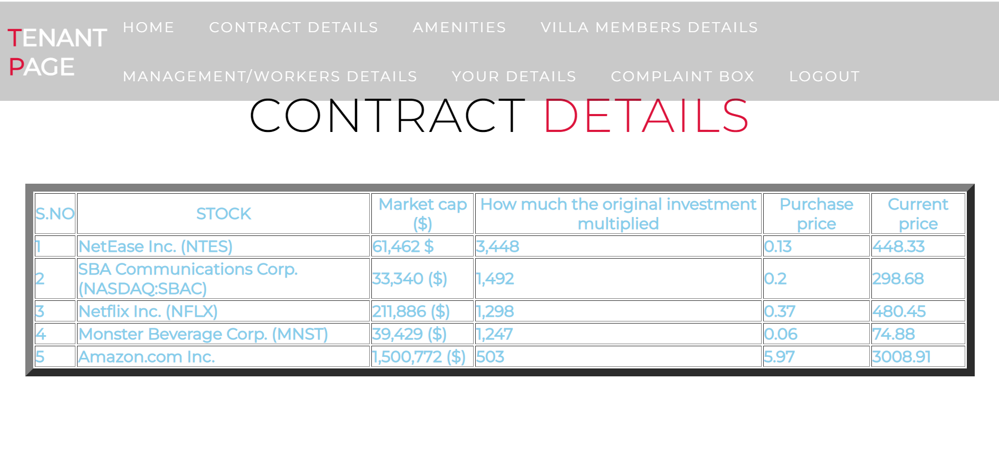 TENANT
PAGE
HOME CONTRACT DETAILS AMENITIES VILLA MEMBERS DETAILS
MANAGEMENT/WORKERS DETAILS YOUR DETAILS COMPLAINT BOX LOGOUT
CONTRACT DETAILS
S.NO STOCK Market cap ($) How much the original investment multiplied Purchase price Current price
1 NetEase Inc. (NTES) 61,462 $ 3,448 0.13 448.33
2 SBA Communications Corp. (NASDAQ:SBAC) 33,340 ($) 1,492 0.2 298.68
3 Netflix Inc. (NFLX) 211,886 ($) 1,298 0.37 480.45
4 Monster Beverage Corp. (MNST) 39,429 ($) 1,247 0.06 74.88
5 Amazon.com Inc. 1,500,772 ($) 503 5.97 3008.91